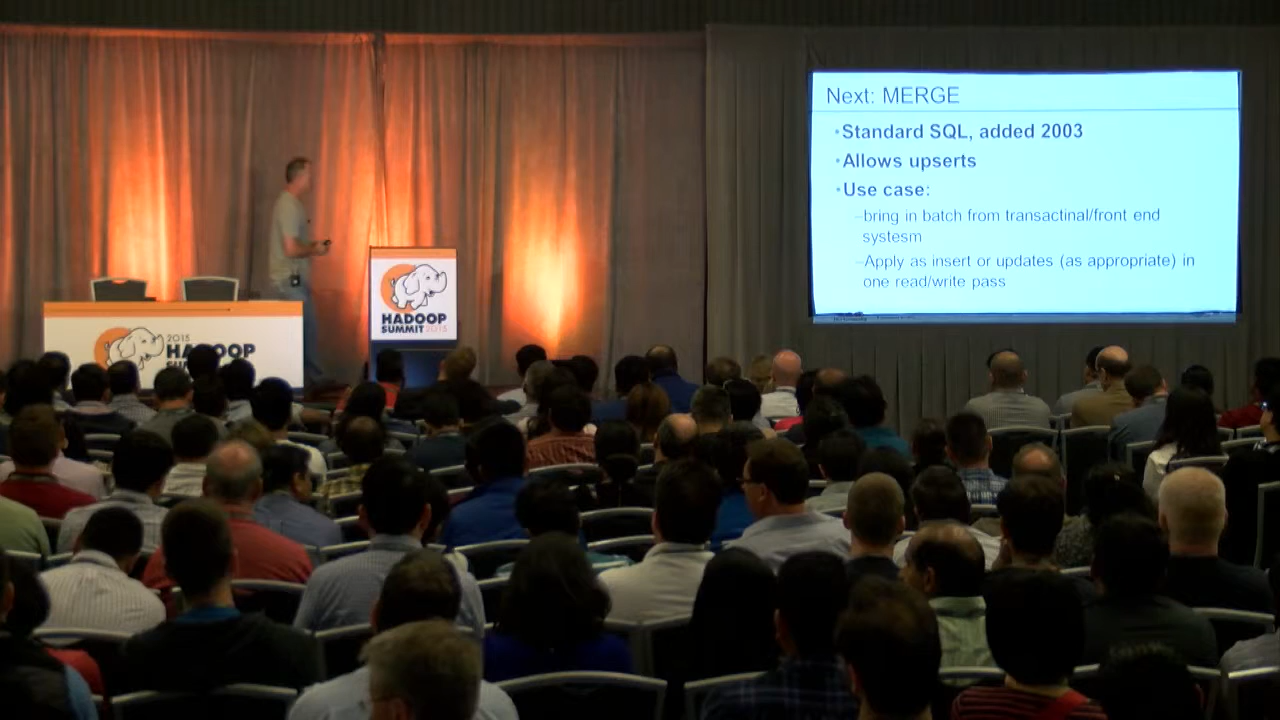 Next: MERGE
•Standard SQL, added 2003
•Allows upserts
•Use case:
–bring in batch from transactinal/front end
systesm
–Apply as insert or updates (as appropriate) in
one read/write pass
HADOOP
SUMMIT 2015
2015
HADOOP